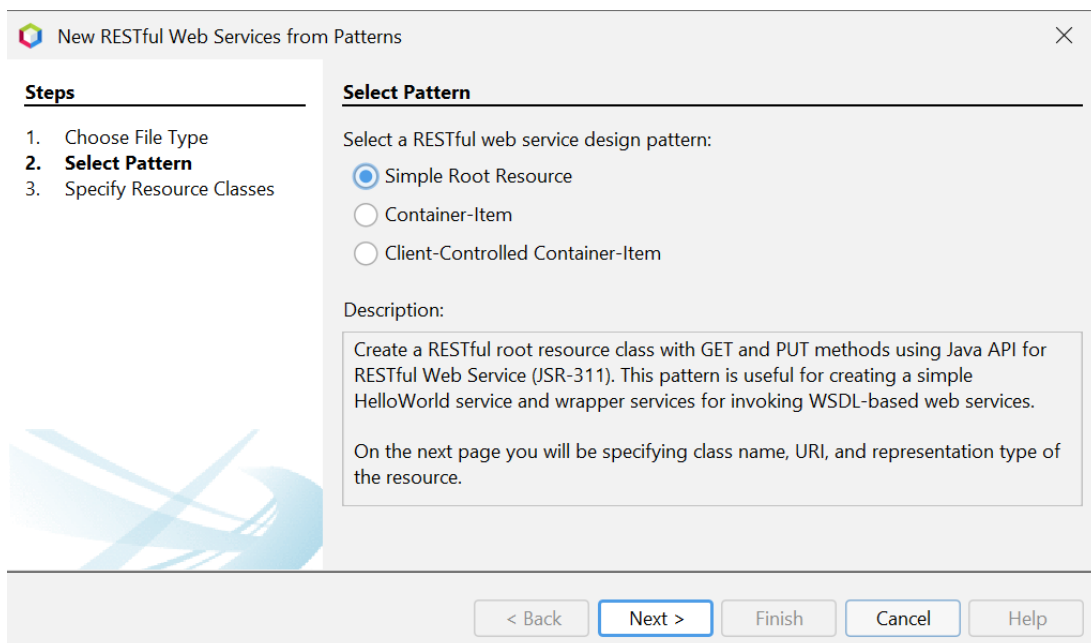 New RESTful Web Services from Patterns
Steps
1. Choose File Type
2. Select Pattern
3. Specify Resource Classes
Select Pattern
Select a RESTful web service design pattern:
Simple Root Resource
Container-Item
Client-Controlled Container-Item
Description:
Create a RESTful root resource class with GET and PUT methods using Java API for
RESTful Web Service (JSR-311). This pattern is useful for creating a simple
HelloWorld service and wrapper services for invoking WSDL-based web services.
On the next page you will be specifying class name, URI, and representation type of
the resource.
< Back Next > Finish Cancel Help